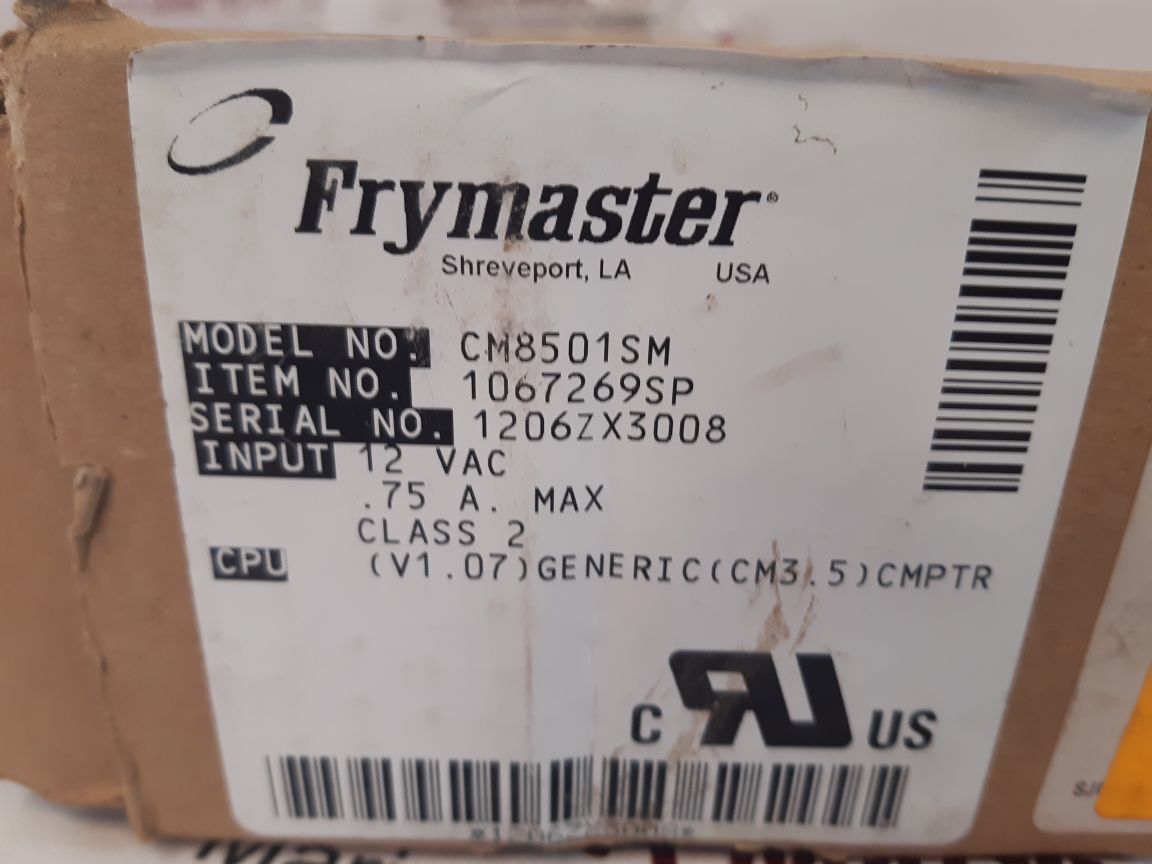 Frymaster®
Shreveport, LA USA
MODEL NO. CM8501SM
ITEM NO. 1067269SP
SERIAL NO. 1206ZX3008
INPUT 12 VAC
.75 A. MAX
CLASS 2
CPU (V1.07)GENERIC(CM3.5)CMPTR
C RU US